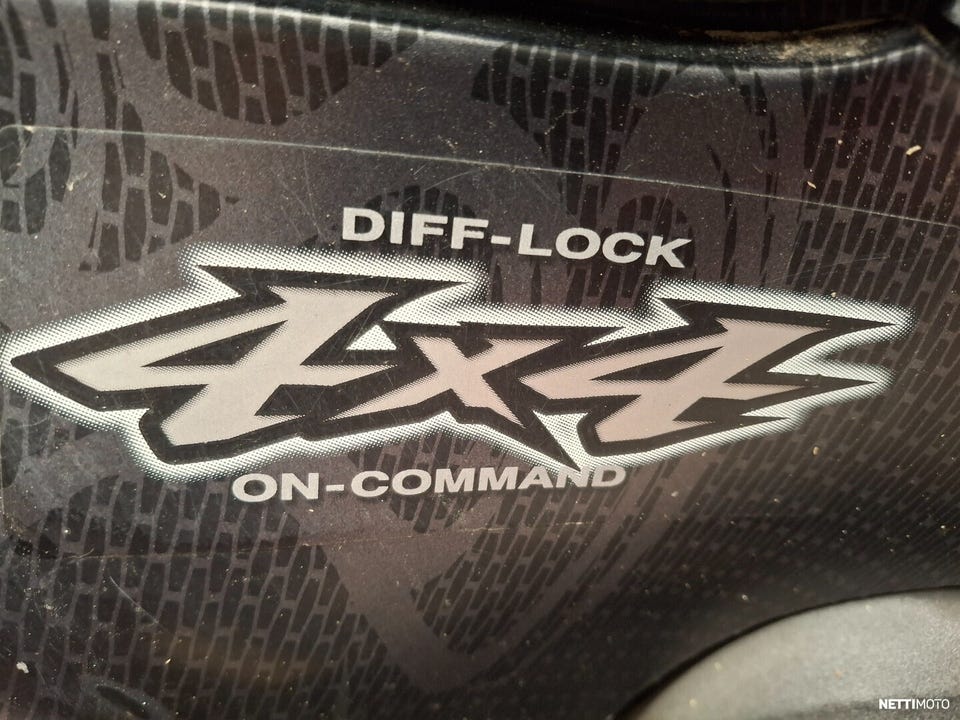 DIFF-LOCK
4x4
ON-COMMAND
NETTIMOTO